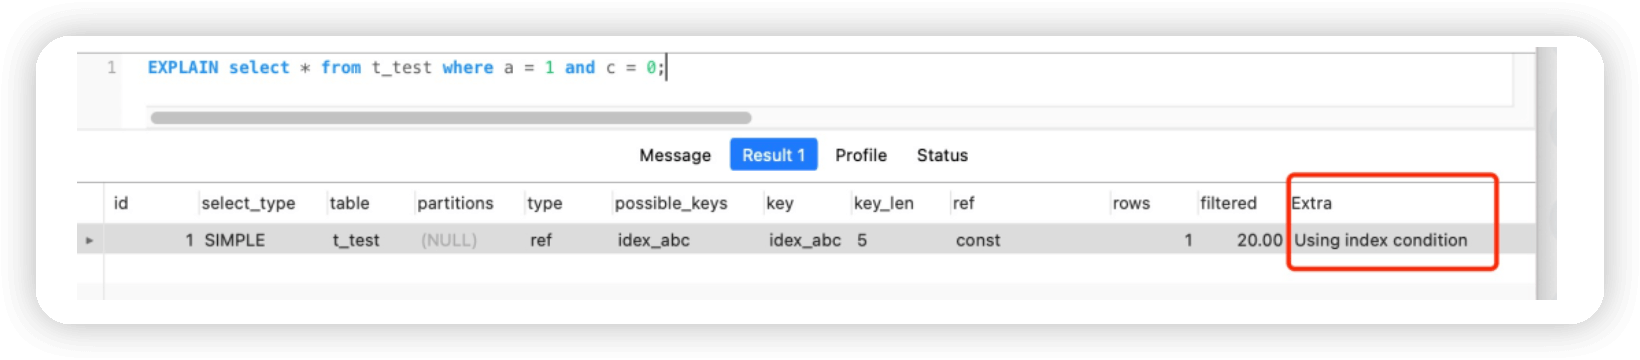 1 EXPLAIN select * from t_test where a = 1 and c = 0;
Message Result 1 Profile Status
id select_type table partitions type possible_keys key key_len ref rows filtered Extra
1 SIMPLE t_test (NULL) ref idex_abc idex_abc 5 const 1 20.00 Using index condition